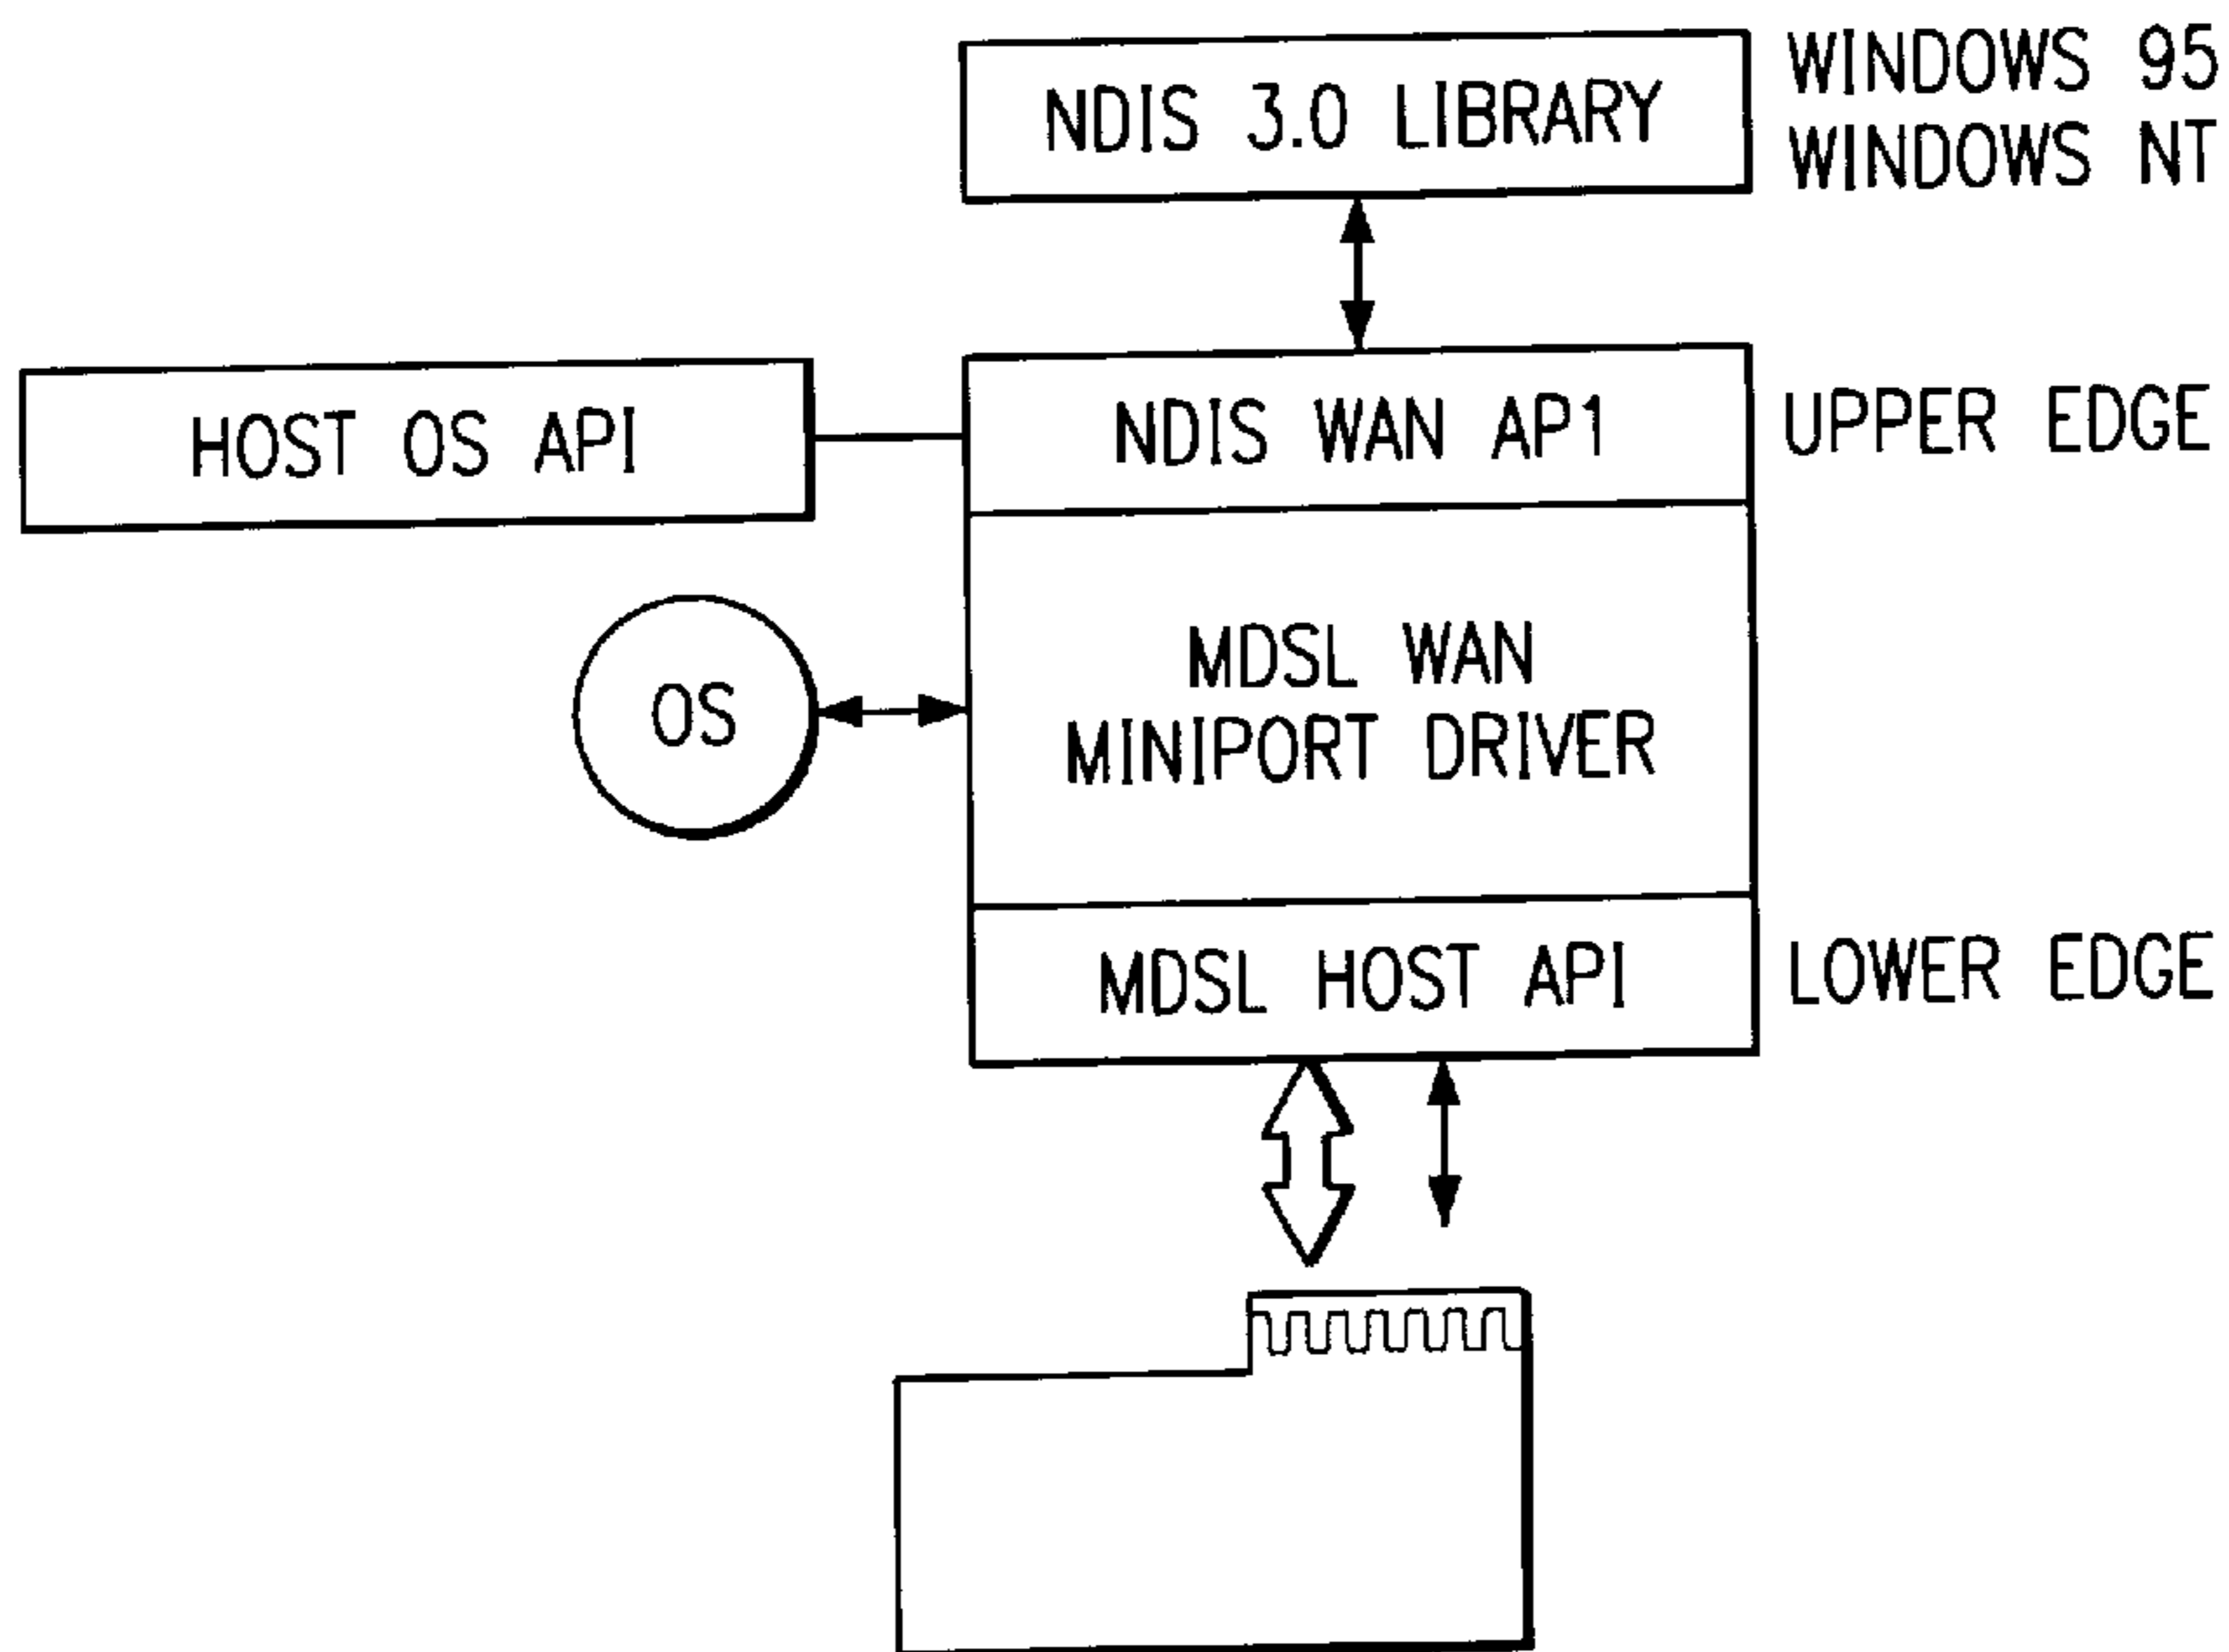 NDIS 3.0 LIBRARY
WINDOWS 95
WINDOWS NT
HOST OS API
NDIS WAN AP1
UPPER EDGE
OS
MDSL WAN
MINIPORT DRIVER
MDSL HOST API
LOWER EDGE